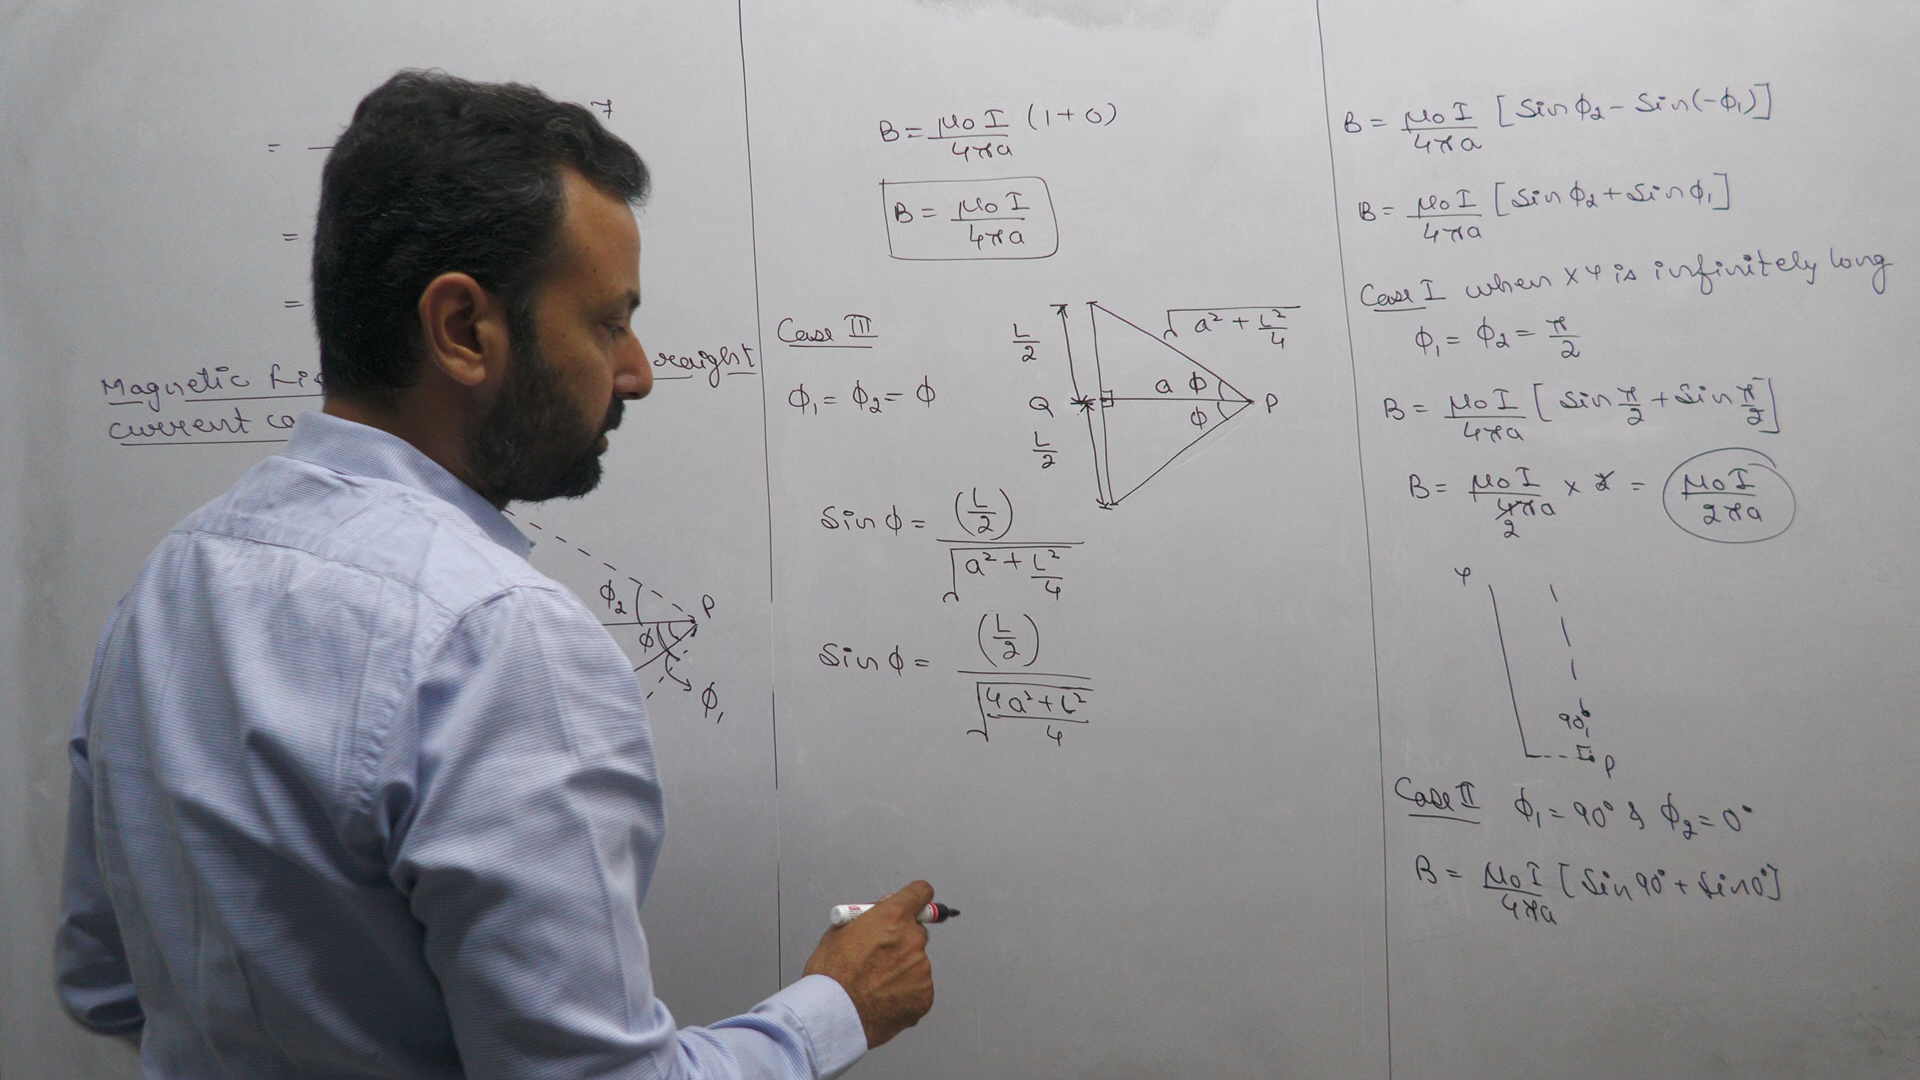 7
=
=
=
Magnetic raight
current
φ₂
P
φ
φ₁
B = μ₀I/4πa (1+0)
B = μ₀I/4πa
Case III
φ₁ = φ₂ = φ
L/2
√(a² + L²/4)
a φ
Q
φ
P
L/2
Sin φ = (L/2)/√(a² + L²/4)
Sin φ = (L/2)/√((4a² + L²)/4)
B = μ₀I/4πa [Sin φ₂ - Sin(-φ₁)]
B = μ₀I/4πa [Sin φ₂ + Sin φ₁]
Case I when XY is infinitely long
φ₁ = φ₂ = π/2
B = μ₀I/4πa [Sin π/2 + Sin π/2]
B = μ₀I/4πa × 2 = μ₀I/2πa
2
Y
90°
P
Case II φ₁ = 90° & φ₂ = 0°
B = μ₀I/4πa [Sin 90° + Sin 0°]